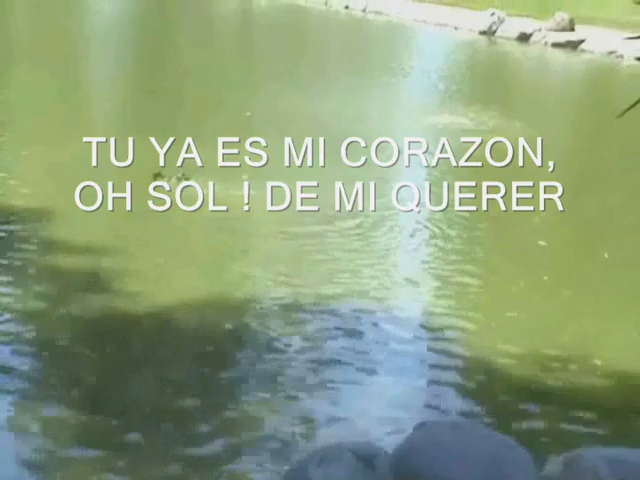 TU YA ES MI CORAZON,
OH SOL ! DE MI QUERER